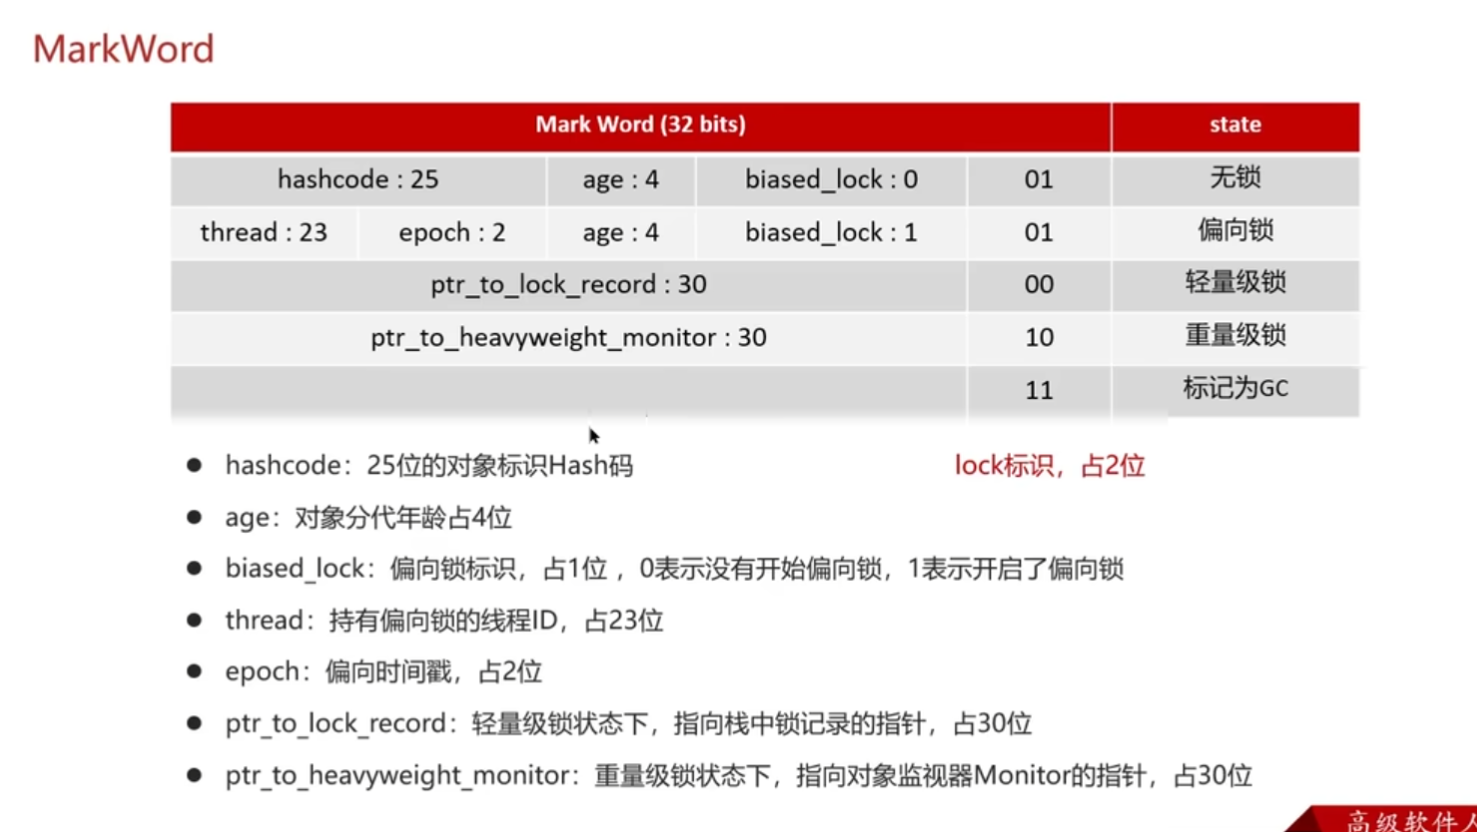 MarkWord
Mark Word (32 bits) state
hashcode : 25 age : 4 biased_lock : 0 01 无锁
thread : 23 epoch : 2 age : 4 biased_lock : 1 01 偏向锁
ptr_to_lock_record : 30 00 轻量级锁
ptr_to_heavyweight_monitor : 30 10 重量级锁
11 标记为GC
● hashcode：25位的对象标识Hash码 lock标识，占2位
● age：对象分代年龄占4位
● biased_lock：偏向锁标识，占1位 ，0表示没有开始偏向锁，1表示开启了偏向锁
● thread：持有偏向锁的线程ID，占23位
● epoch：偏向时间戳，占2位
● ptr_to_lock_record：轻量级锁状态下，指向栈中锁记录的指针，占30位
● ptr_to_heavyweight_monitor：重量级锁状态下，指向对象监视器Monitor的指针，占30位
高级软件人